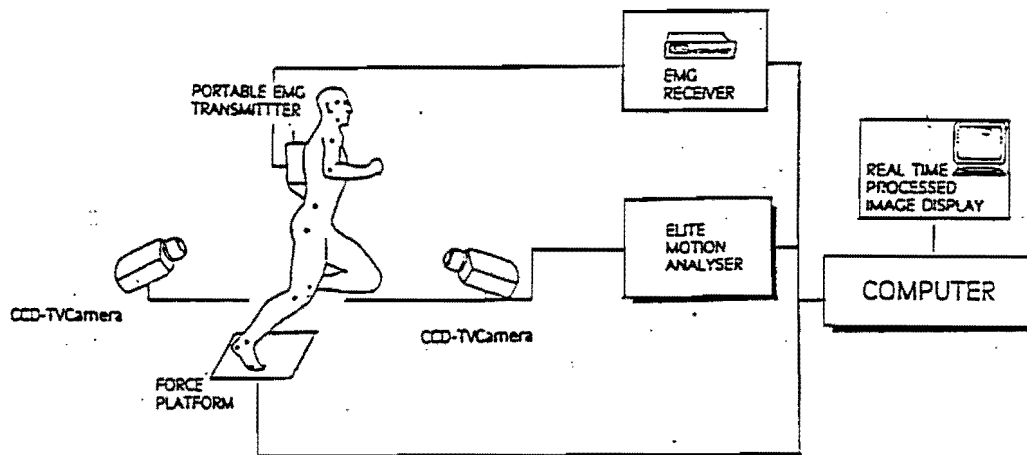 EMG
RECEIVER
PORTABLE EMG
TRANSMITTTER
REAL TIME
PROCESSED
IMAGE DISPLAY
ELITE
MOTION
ANALYSER
COMPUTER
CCD-TVCamera
CCD-TVCamera
FORCE
PLATFORM